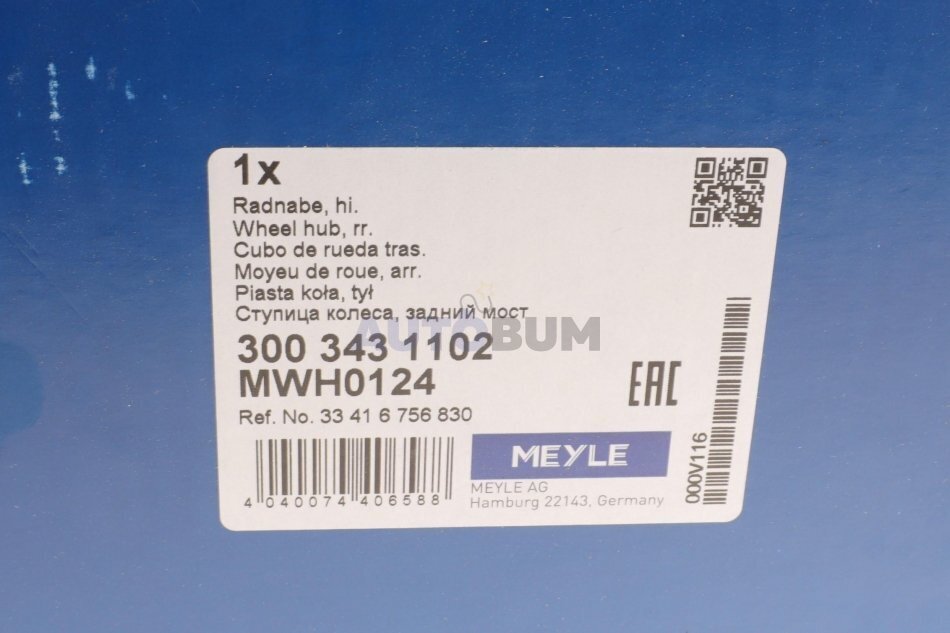 1x
Radnabe, hi.
Wheel hub, rr.
Cubo de rueda tras.
Moyeu de roue, arr.
Piasta koła, tył
Ступица колеса, задний мост
AUTOBUM
300 343 1102
MWH0124
EAC
Ref. No. 33 41 6 756 830
MEYLE
4 040074 406588
MEYLE AG
Hamburg 22143, Germany
000V116